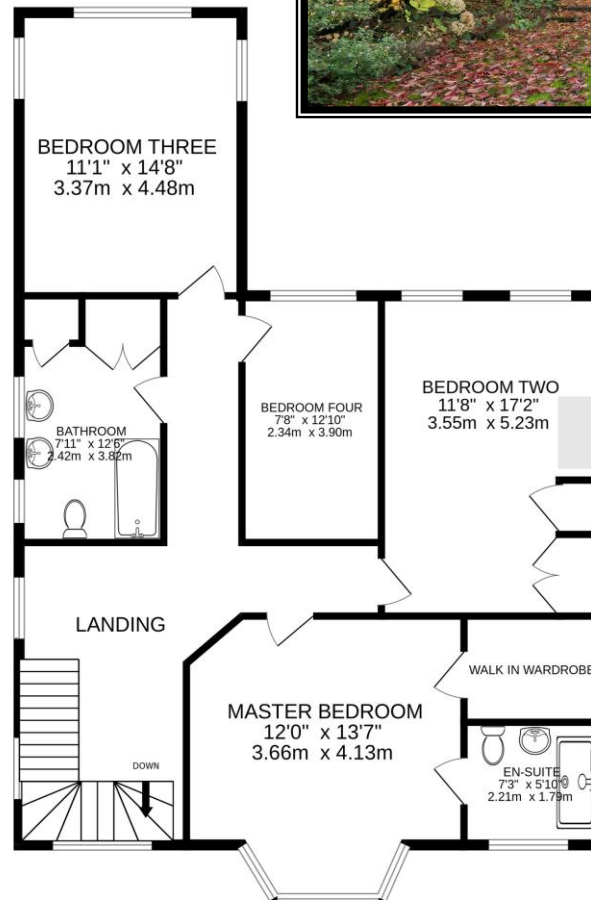 BEDROOM THREE
11'1" x 14'8"
3.37m x 4.48m
BEDROOM TWO
11'8" x 17'2"
3.55m x 5.23m
BEDROOM FOUR
7'8" x 12'10"
2.34m x 3.90m
BATHROOM
7'11" x 12'6"
2.42m x 3.82m
LANDING
WALK IN WARDROBE
MASTER BEDROOM
12'0" x 13'7"
3.66m x 4.13m
DOWN
EN-SUITE
7'3" x 5'10"
2.21m x 1.79m